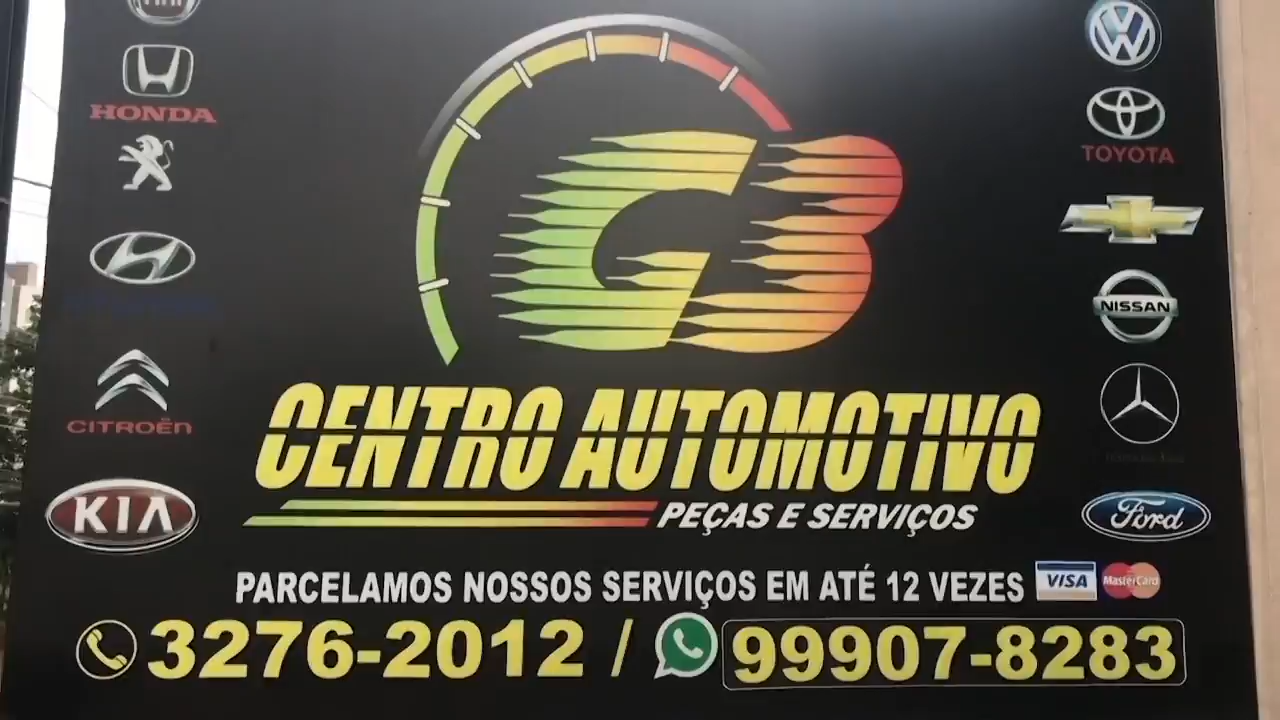 HONDA
CITROËN
KIA
GB
CENTRO AUTOMOTIVO
PEÇAS E SERVIÇOS
TOYOTA
NISSAN
Ford
PARCELAMOS NOSSOS SERVIÇOS EM ATÉ 12 VEZES VISA MasterCard
3276-2012 / 99907-8283